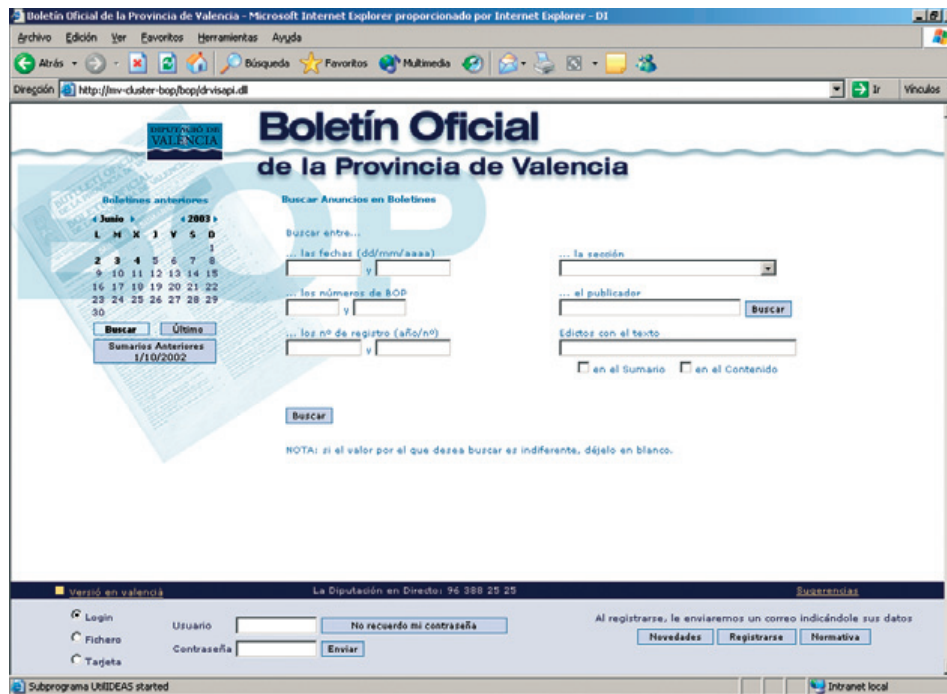 Boletín Oficial de la Provincia de Valencia - Microsoft Internet Explorer proporcionado por Internet Explorer - DI
Archivo Edición Ver Favoritos Herramientas Ayuda
Atrás Búsqueda Favoritos Multimedia
Dirección http://mv-cluster-bop/bop/drvisapi.dll Ir Vínculos
DIPUTACIÓ DE
VALÈNCIA
Boletín Oficial
de la Provincia de Valencia
BOP
Boletines anteriores
Junio 2003
L M X J V S D
1
2 3 4 5 6 7 8
9 10 11 12 13 14 15
16 17 18 19 20 21 22
23 24 25 26 27 28 29
30
Buscar Último
Sumarios Anteriores
1/10/2002
Buscar Anuncios en Boletines
Buscar entre...
... las fechas (dd/mm/aaaa)
y
... los números de BOP
y
... los nº de registro (año/nº)
y
... la sección
... el publicador
Buscar
Edictos con el texto
en el Sumario en el Contenido
Buscar
NOTA: si el valor por el que desea buscar es indiferente, déjelo en blanco.
Versió en valencià La Diputación en Directo: 96 388 25 25 Sugerencias
Login
Fichero
Tarjeta
Usuario No recuerdo mi contraseña
Contraseña Enviar
Al registrarse, le enviaremos un correo indicándole sus datos
Novedades Registrarse Normativa
Subprograma UtilIDEAS started Intranet local